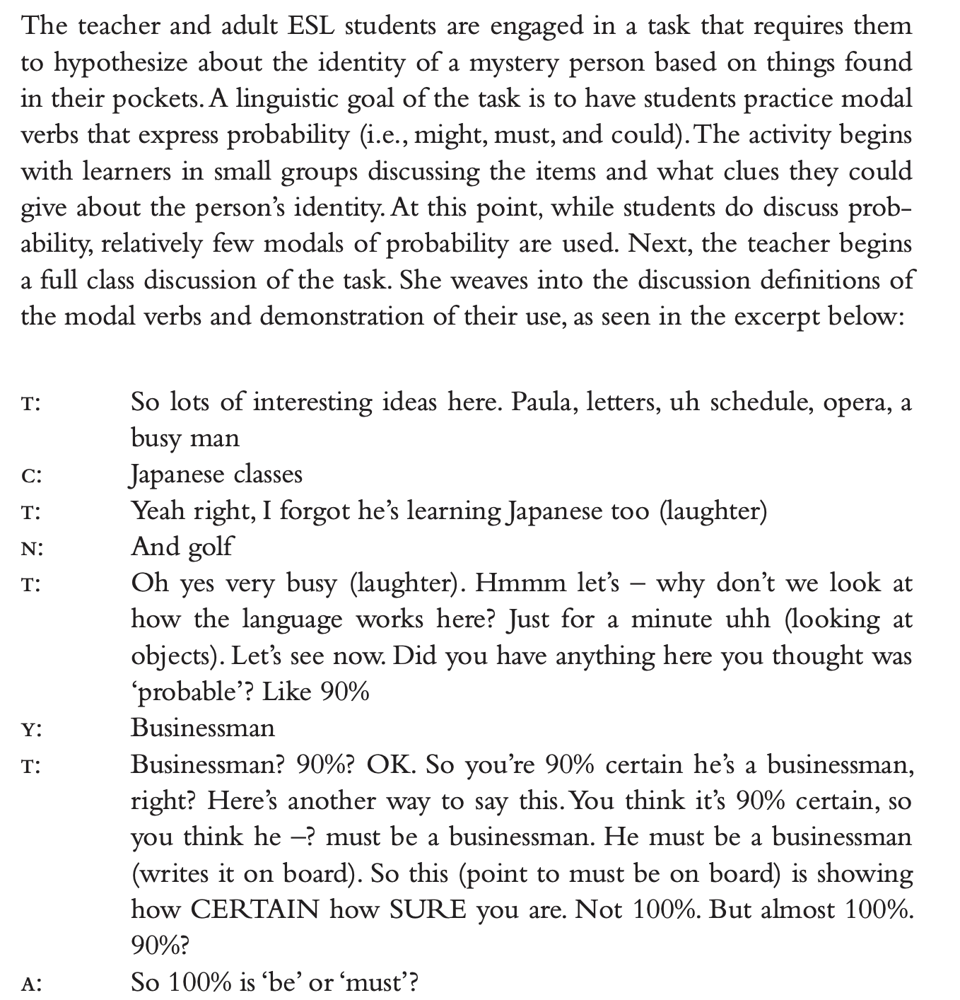 The teacher and adult ESL students are engaged in a task that requires them
to hypothesize about the identity of a mystery person based on things found
in their pockets. A linguistic goal of the task is to have students practice modal
verbs that express probability (i.e., might, must, and could). The activity begins
with learners in small groups discussing the items and what clues they could
give about the person’s identity. At this point, while students do discuss prob-
ability, relatively few modals of probability are used. Next, the teacher begins
a full class discussion of the task. She weaves into the discussion definitions of
the modal verbs and demonstration of their use, as seen in the excerpt below:
T: So lots of interesting ideas here. Paula, letters, uh schedule, opera, a
busy man
C: Japanese classes
T: Yeah right, I forgot he’s learning Japanese too (laughter)
N: And golf
T: Oh yes very busy (laughter). Hmmm let’s – why don’t we look at
how the language works here? Just for a minute uhh (looking at
objects). Let’s see now. Did you have anything here you thought was
‘probable’? Like 90%
Y: Businessman
T: Businessman? 90%? OK. So you’re 90% certain he’s a businessman,
right? Here’s another way to say this. You think it’s 90% certain, so
you think he –? must be a businessman. He must be a businessman
(writes it on board). So this (point to must be on board) is showing
how CERTAIN how SURE you are. Not 100%. But almost 100%.
90%?
A: So 100% is ‘be’ or ‘must’?